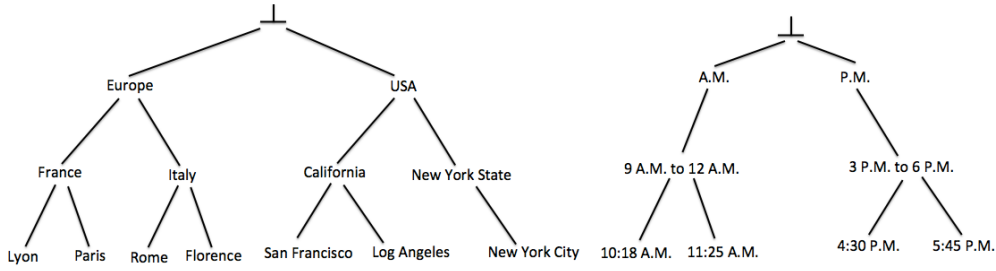 Europe USA A.M. P.M.
France Italy California New York State 9 A.M. to 12 A.M. 3 P.M. to 6 P.M.
Lyon Paris Rome Florence San Francisco Log Angeles New York City 10:18 A.M. 11:25 A.M. 4:30 P.M. 5:45 P.M.